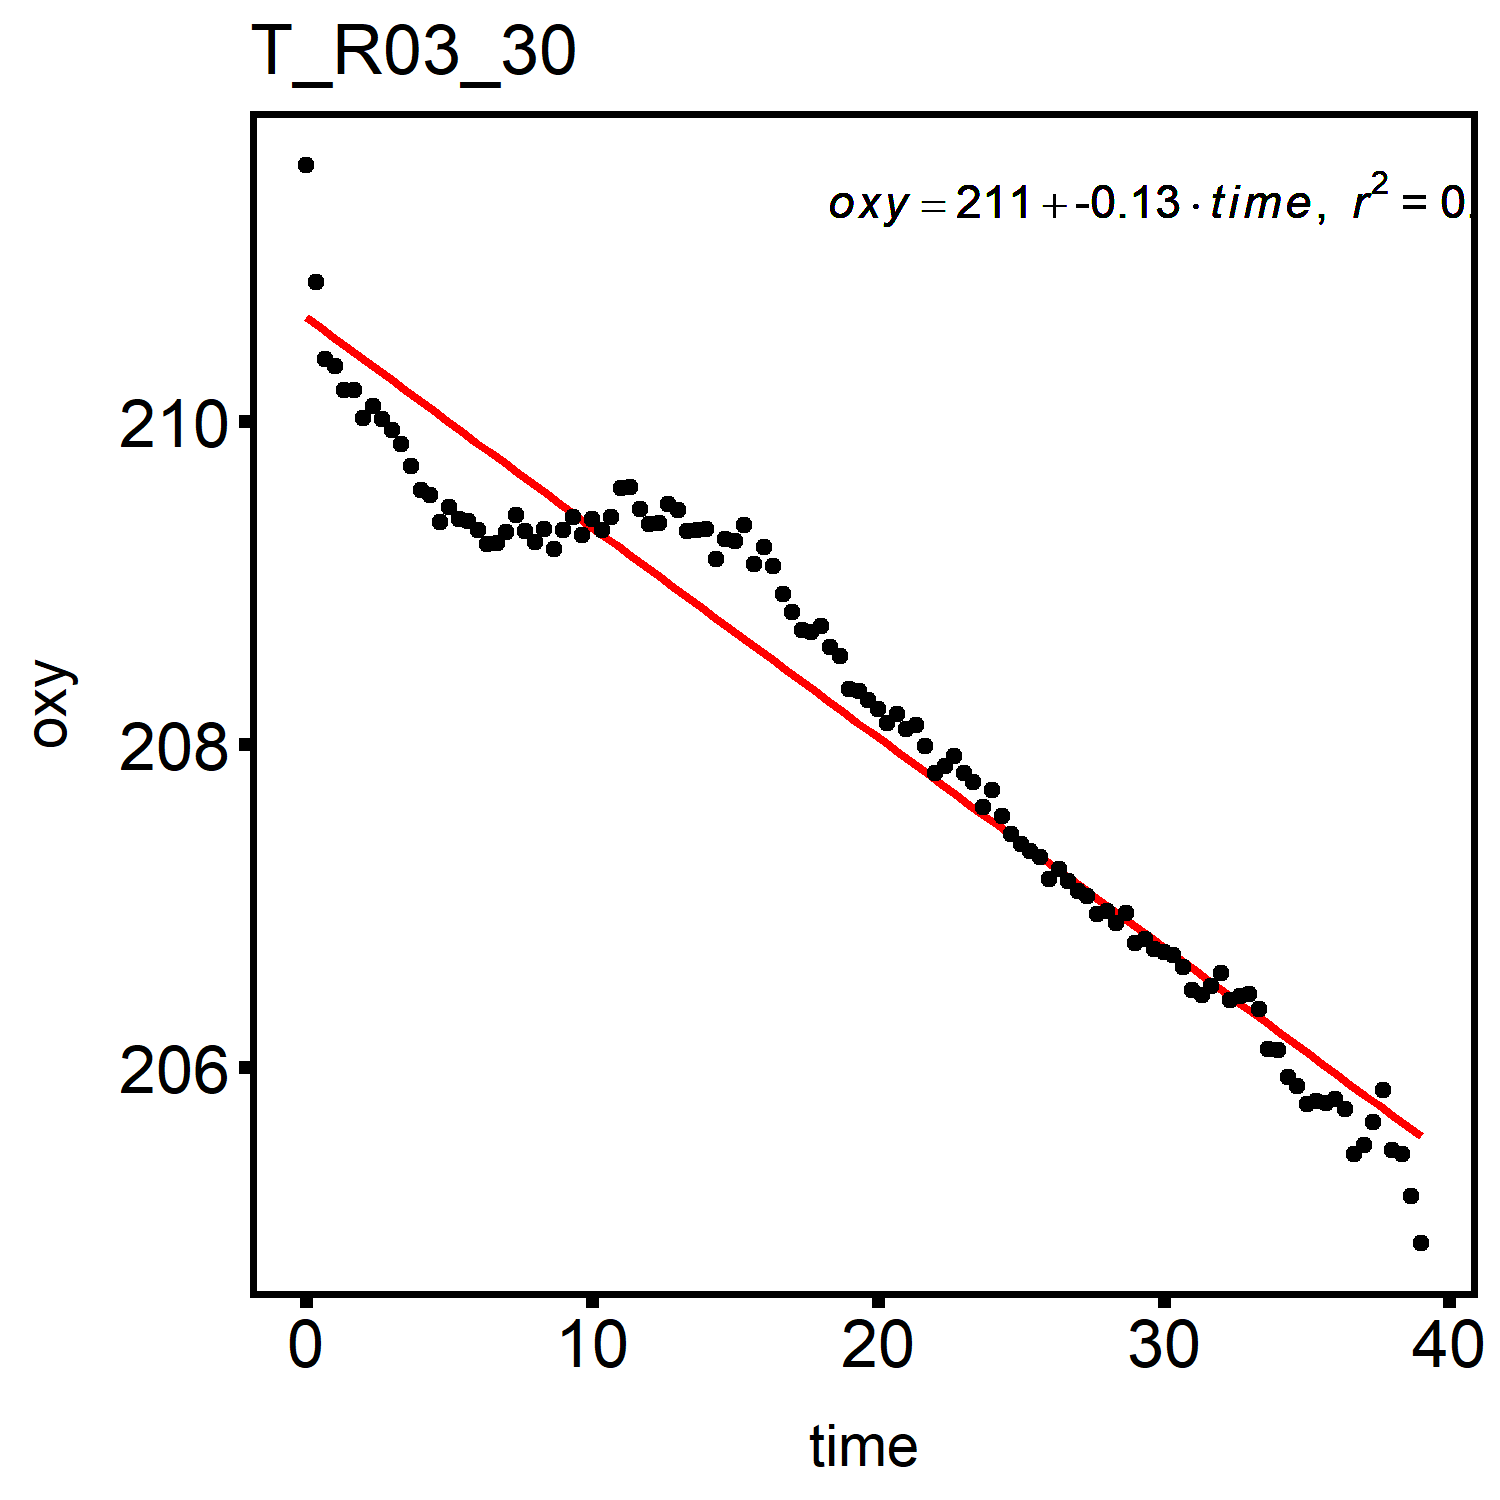 T_R03_30
oxy = 211 + -0.13 · time, r² = 0.
210
208
206
oxy
0 10 20 30 40
time